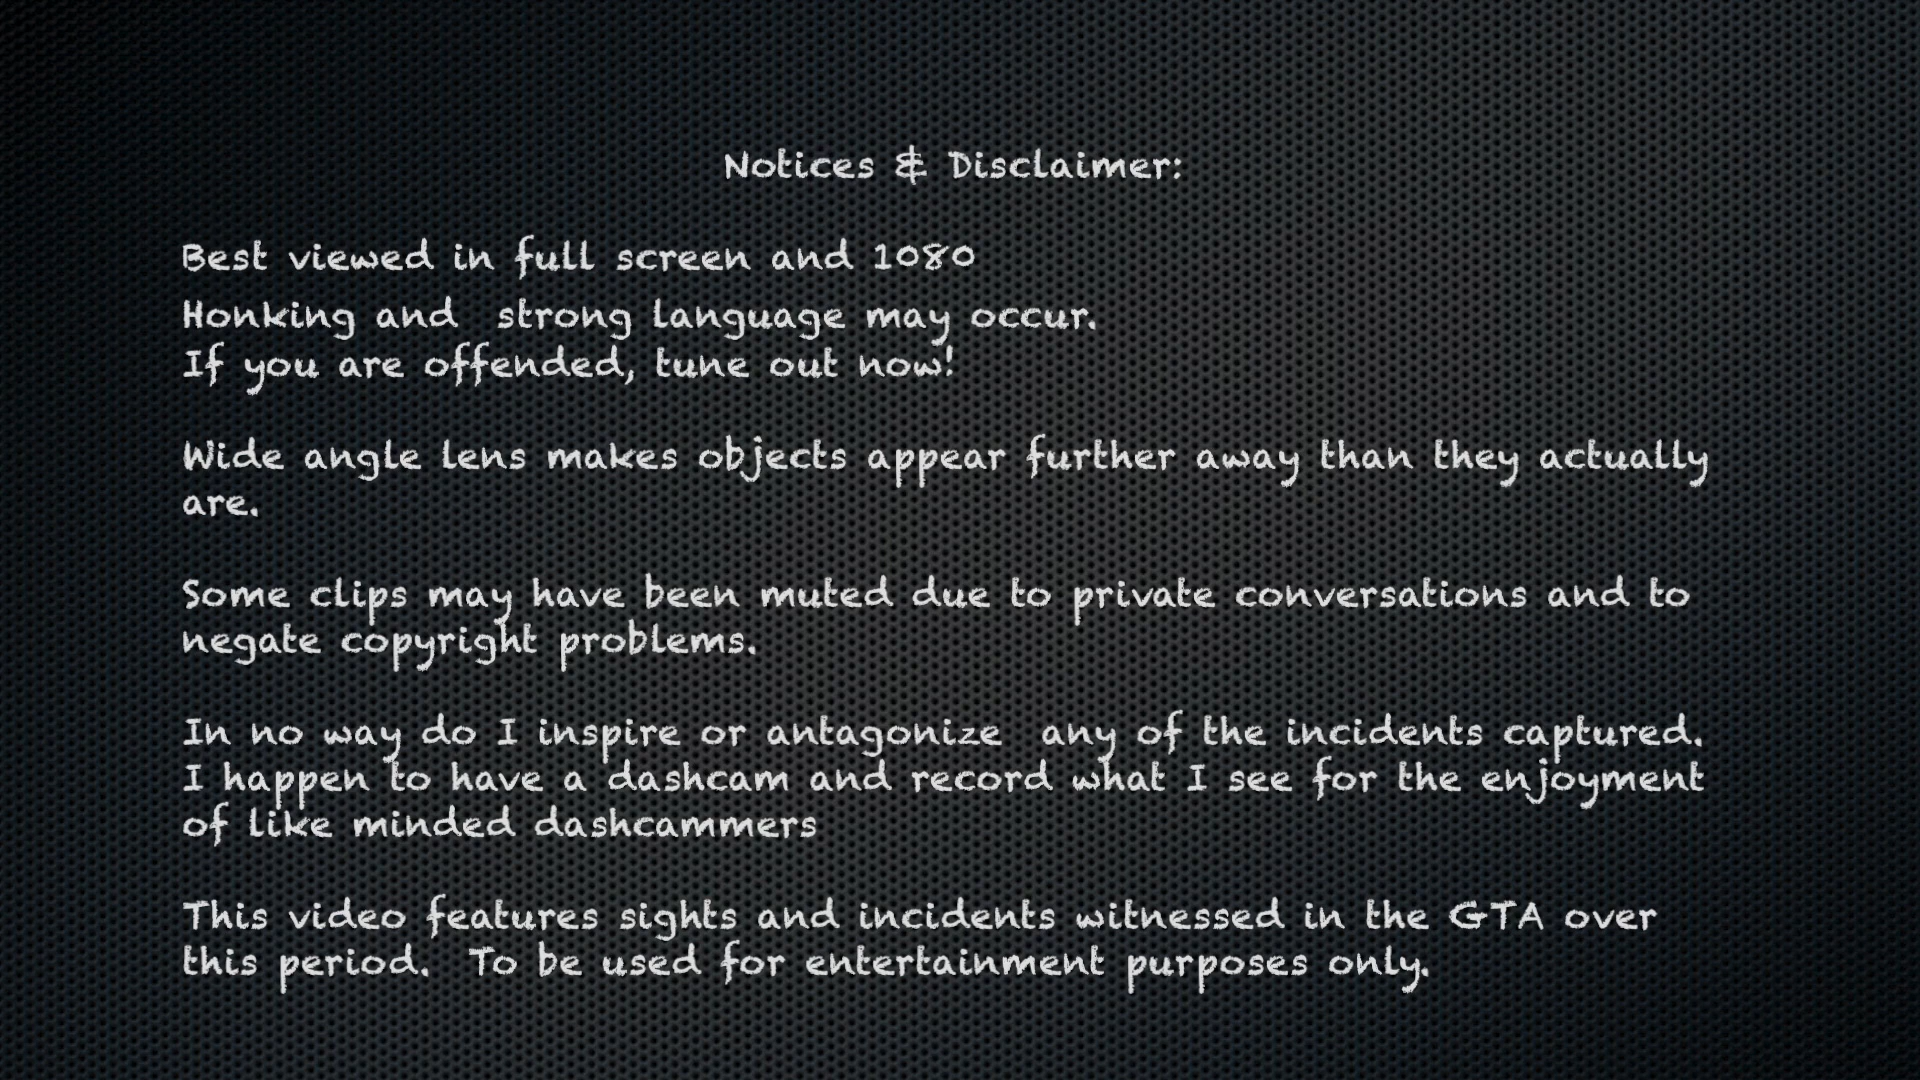 Notices & Disclaimer:
Best viewed in full screen and 1080
Honking and  strong language may occur.
If you are offended, tune out now!
Wide angle lens makes objects appear further away than they actually
are.
Some clips may have been muted due to private conversations and to
negate copyright problems.
In no way do I inspire or antagonize  any of the incidents captured.
I happen to have a dashcam and record what I see for the enjoyment
of like minded dashcammers
This video features sights and incidents witnessed in the GTA over
this period.  To be used for entertainment purposes only.